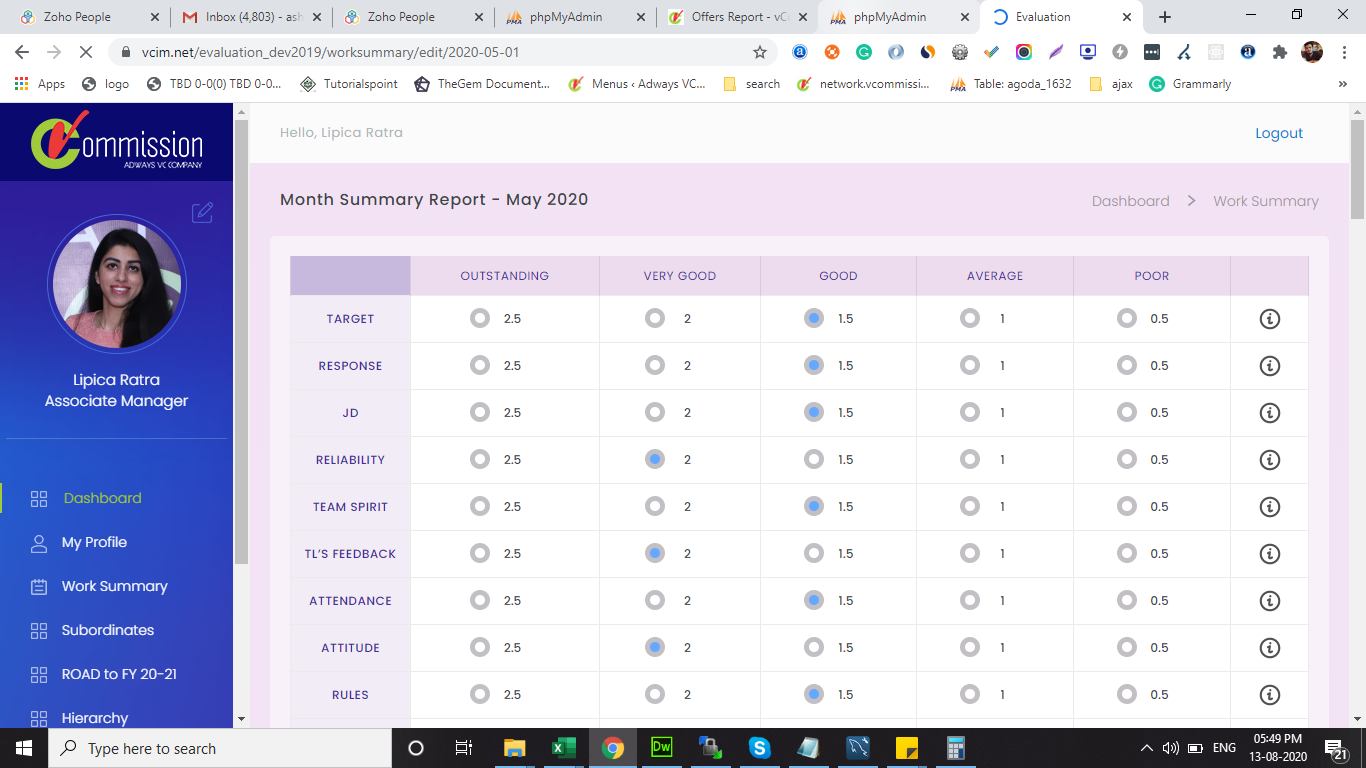 Zoho People
Inbox (4,803) - ash
Zoho People
phpMyAdmin
Offers Report - vC
phpMyAdmin
Evaluation
vcim.net/evaluation_dev2019/worksummary/edit/2020-05-01
Apps
logo
TBD 0-0(0) TBD 0-0...
Tutorialspoint
TheGem Document...
Menus ‹ Adways VC...
search
network.vcommissi...
Table: agoda_1632
ajax
Grammarly
»
Commission
ADWAYS VC COMPANY
Hello, Lipica Ratra
Logout
Month Summary Report - May 2020
Dashboard > Work Summary
Lipica Ratra
Associate Manager
Dashboard
My Profile
Work Summary
Subordinates
ROAD to FY 20-21
Hierarchy
OUTSTANDING VERY GOOD GOOD AVERAGE POOR
TARGET 2.5 2 1.5 1 0.5
RESPONSE 2.5 2 1.5 1 0.5
JD 2.5 2 1.5 1 0.5
RELIABILITY 2.5 2 1.5 1 0.5
TEAM SPIRIT 2.5 2 1.5 1 0.5
TL'S FEEDBACK 2.5 2 1.5 1 0.5
ATTENDANCE 2.5 2 1.5 1 0.5
ATTITUDE 2.5 2 1.5 1 0.5
RULES 2.5 2 1.5 1 0.5
Type here to search
Dw
ENG
05:49 PM
13-08-2020
21